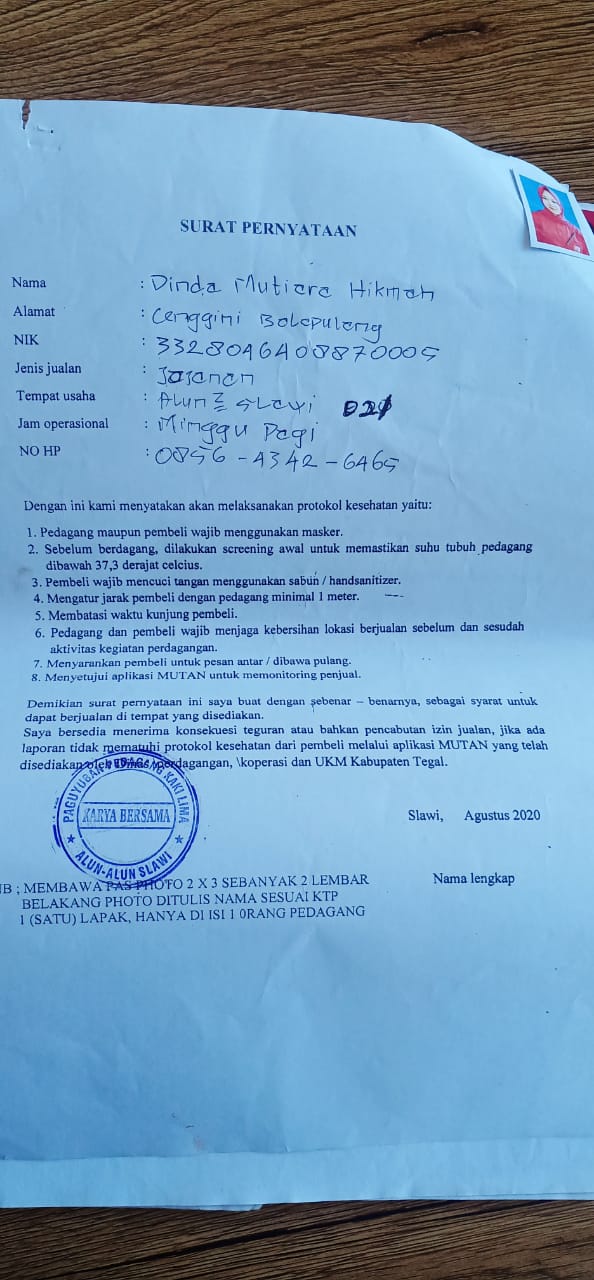 SURAT PERNYATAAN
Nama : Dinda Mutiara Hikmah
Alamat : Cenggini Balapulang
NIK : 3328046408870005
Jenis jualan : Jajanan
Tempat usaha : Alun2 Slawi D21
Jam operasional : Minggu Pagi
NO HP : 0856-4342-6465
Dengan ini kami menyatakan akan melaksanakan protokol kesehatan yaitu:
1. Pedagang maupun pembeli wajib menggunakan masker.
2. Sebelum berdagang, dilakukan screening awal untuk memastikan suhu tubuh pedagang
dibawah 37,3 derajat celcius.
3. Pembeli wajib mencuci tangan menggunakan sabun / handsanitizer.
4. Mengatur jarak pembeli dengan pedagang minimal 1 meter.
5. Membatasi waktu kunjung pembeli.
6. Pedagang dan pembeli wajib menjaga kebersihan lokasi berjualan sebelum dan sesudah
aktivitas kegiatan perdagangan.
7. Menyarankan pembeli untuk pesan antar / dibawa pulang.
8. Menyetujui aplikasi MUTAN untuk memonitoring penjual.
Demikian surat pernyataan ini saya buat dengan sebenar – benarnya, sebagai syarat untuk
dapat berjualan di tempat yang disediakan.
Saya bersedia menerima konsekuesi teguran atau bahkan pencabutan izin jualan, jika ada
laporan tidak mematuhi protokol kesehatan dari pembeli melalui aplikasi MUTAN yang telah
disediakan oleh Dinas perdagangan, \koperasi dan UKM Kabupaten Tegal.
PAGUYUBAN PEDAGANG KAKI LIMA
KARYA BERSAMA
ALUN-ALUN SLAWI
Slawi, Agustus 2020
Nama lengkap
NB ; MEMBAWA PAS PHOTO 2 X 3 SEBANYAK 2 LEMBAR
BELAKANG PHOTO DITULIS NAMA SESUAI KTP
1 (SATU) LAPAK, HANYA DI ISI 1 0RANG PEDAGANG